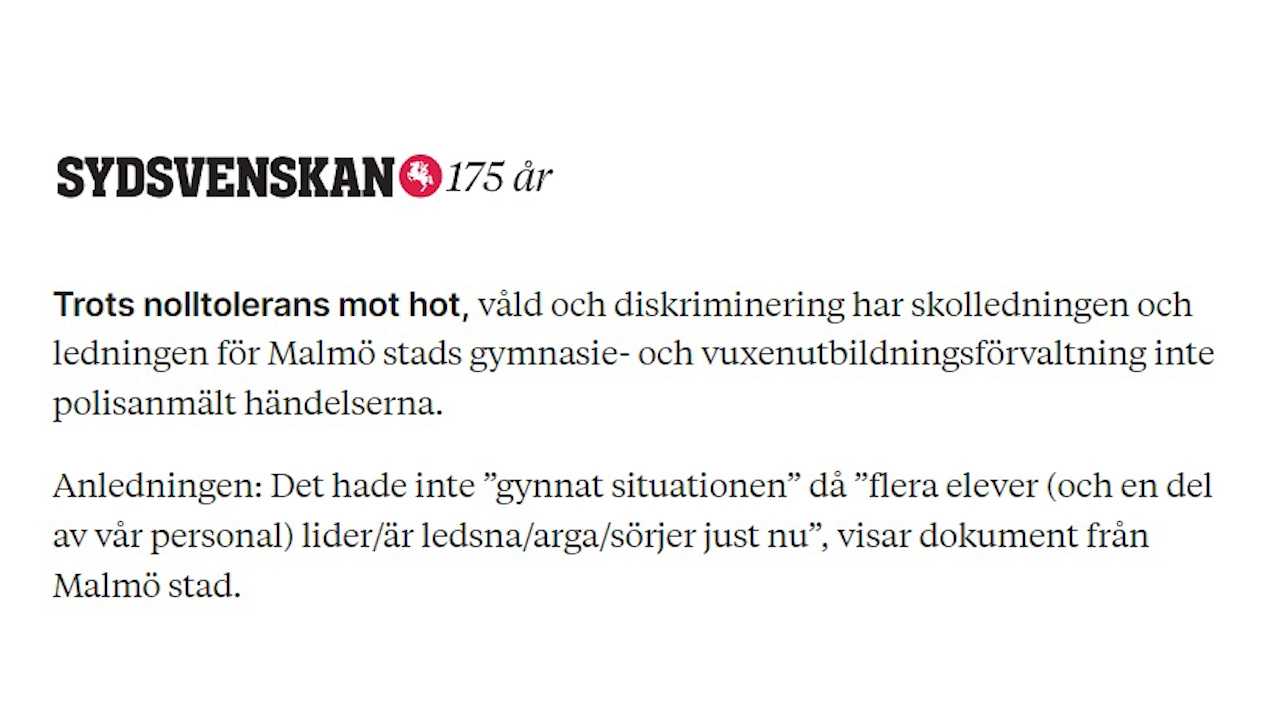 SYDSVENSKAN 175 år
Trots nolltolerans mot hot, våld och diskriminering har skolledningen och
ledningen för Malmö stads gymnasie- och vuxenutbildningsförvaltning inte
polisanmält händelserna.
Anledningen: Det hade inte ”gynnat situationen” då ”flera elever (och en del
av vår personal) lider/är ledsna/arga/sörjer just nu”, visar dokument från
Malmö stad.